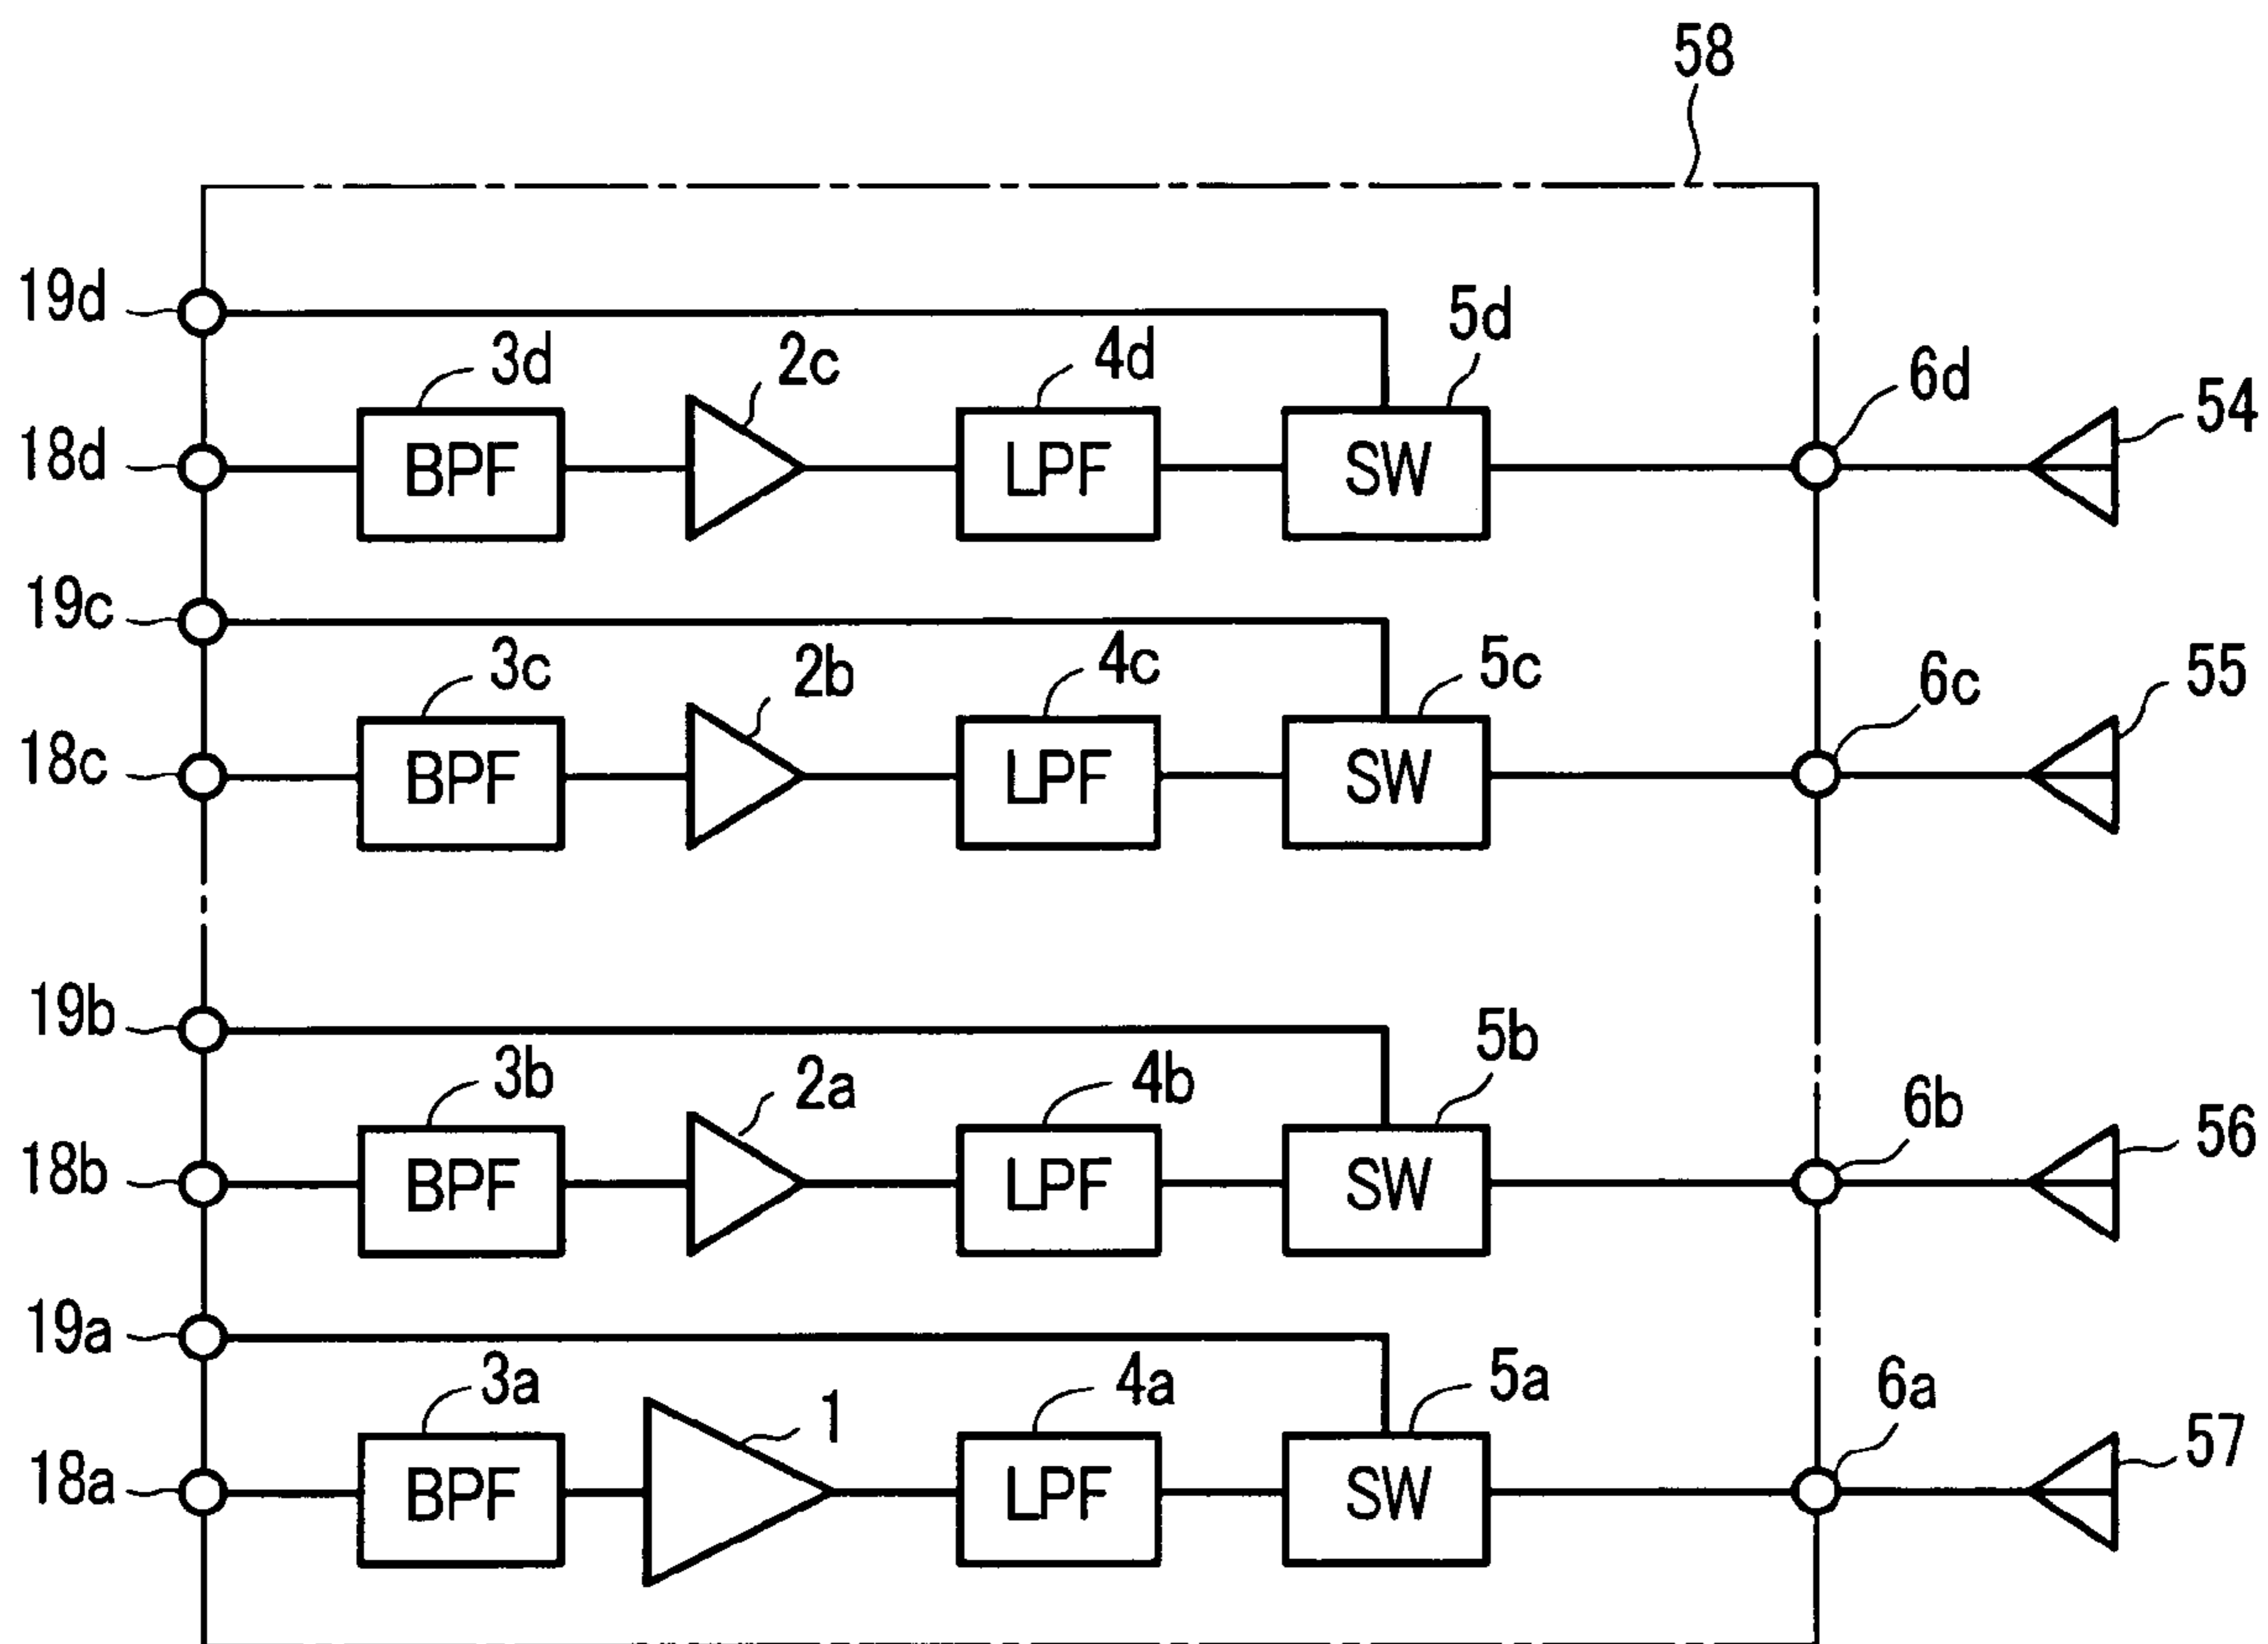 58
19d
5d
3d 2c 4d
6d
54
18d BPF LPF SW
19c
3c 2b 4c 5c
6c
55
18c BPF LPF SW
19b
5b
3b 2a 4b
6b
56
18b BPF LPF SW
19a
3a 1 4a 5a
6a
57
18a BPF LPF SW